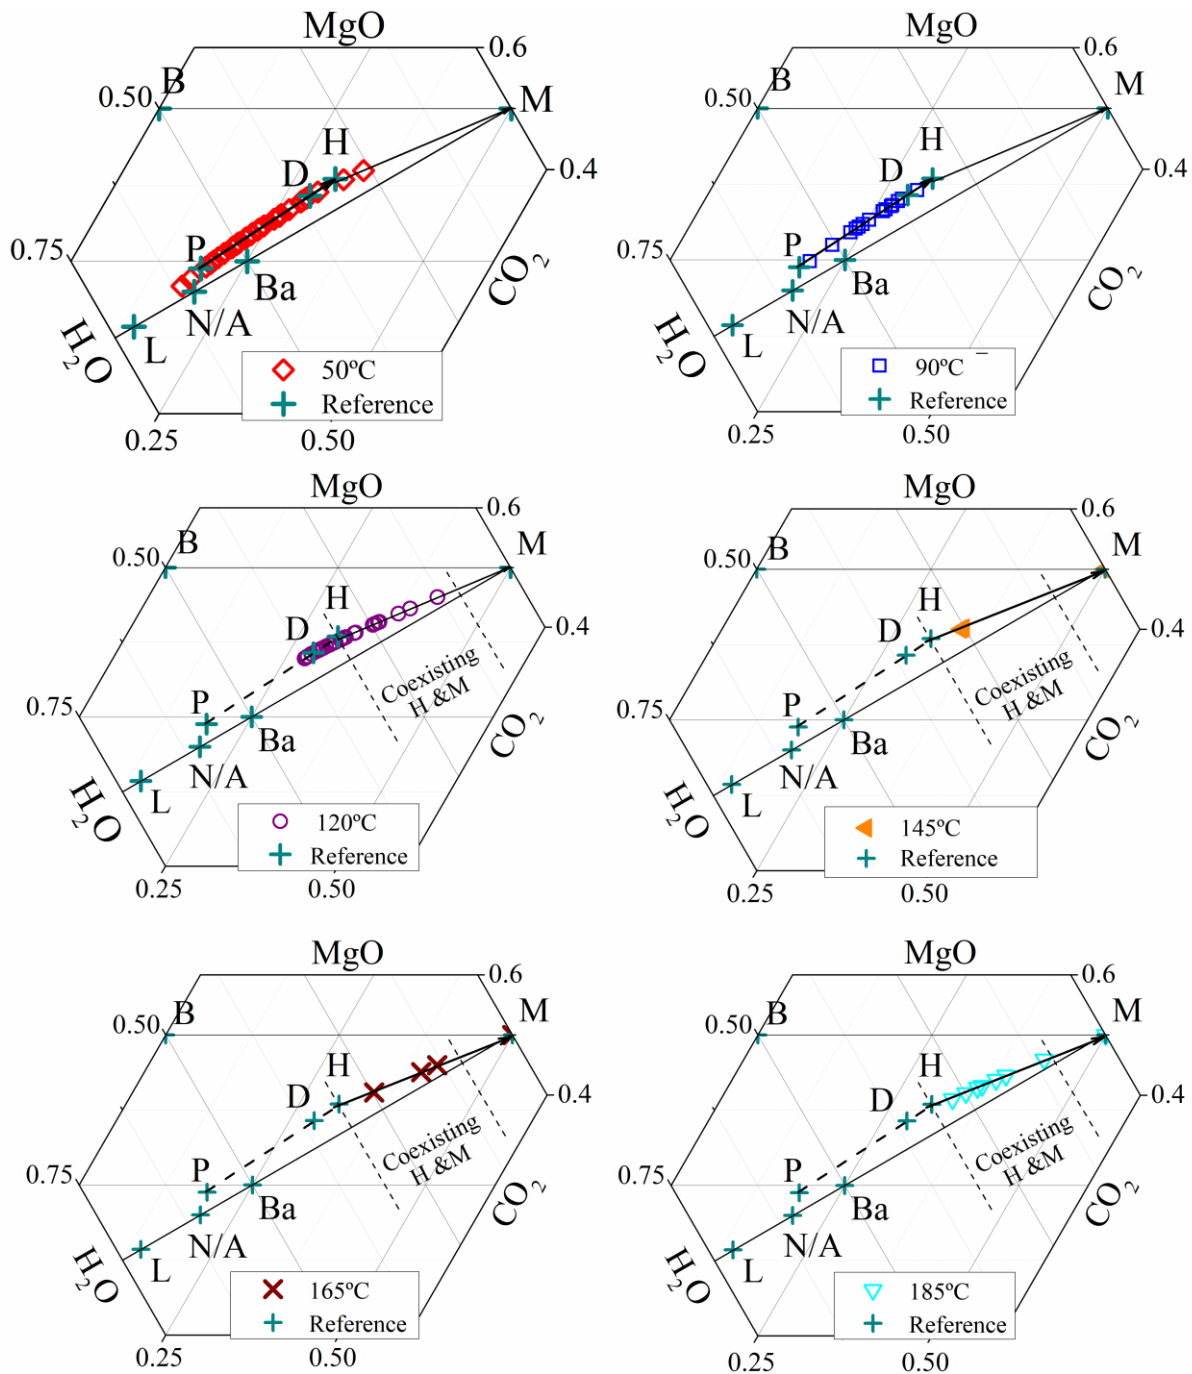 MgO
0.6
B
0.50
M
H
0.4
D
P
0.75
Ba
CO2
N/A
H2O
L
50ºC
Reference
0.25
0.50
MgO
0.6
B
0.50
M
H
0.4
D
P
0.75
Ba
CO2
N/A
H2O
L
90ºC
Reference
0.25
0.50
MgO
0.6
B
0.50
M
H
D
0.4
Coexisting
H &M
P
0.75
Ba
CO2
N/A
H2O
L
120ºC
Reference
0.25
0.50
MgO
0.6
B
0.50
M
H
D
0.4
Coexisting
H &M
P
0.75
Ba
CO2
N/A
H2O
L
145ºC
Reference
0.25
0.50
MgO
0.6
B
0.50
M
H
D
0.4
Coexisting
H &M
P
0.75
Ba
CO2
N/A
H2O
L
165ºC
Reference
0.25
0.50
MgO
0.6
B
0.50
M
H
D
0.4
Coexisting
H &M
P
0.75
Ba
CO2
N/A
H2O
L
185ºC
Reference
0.25
0.50